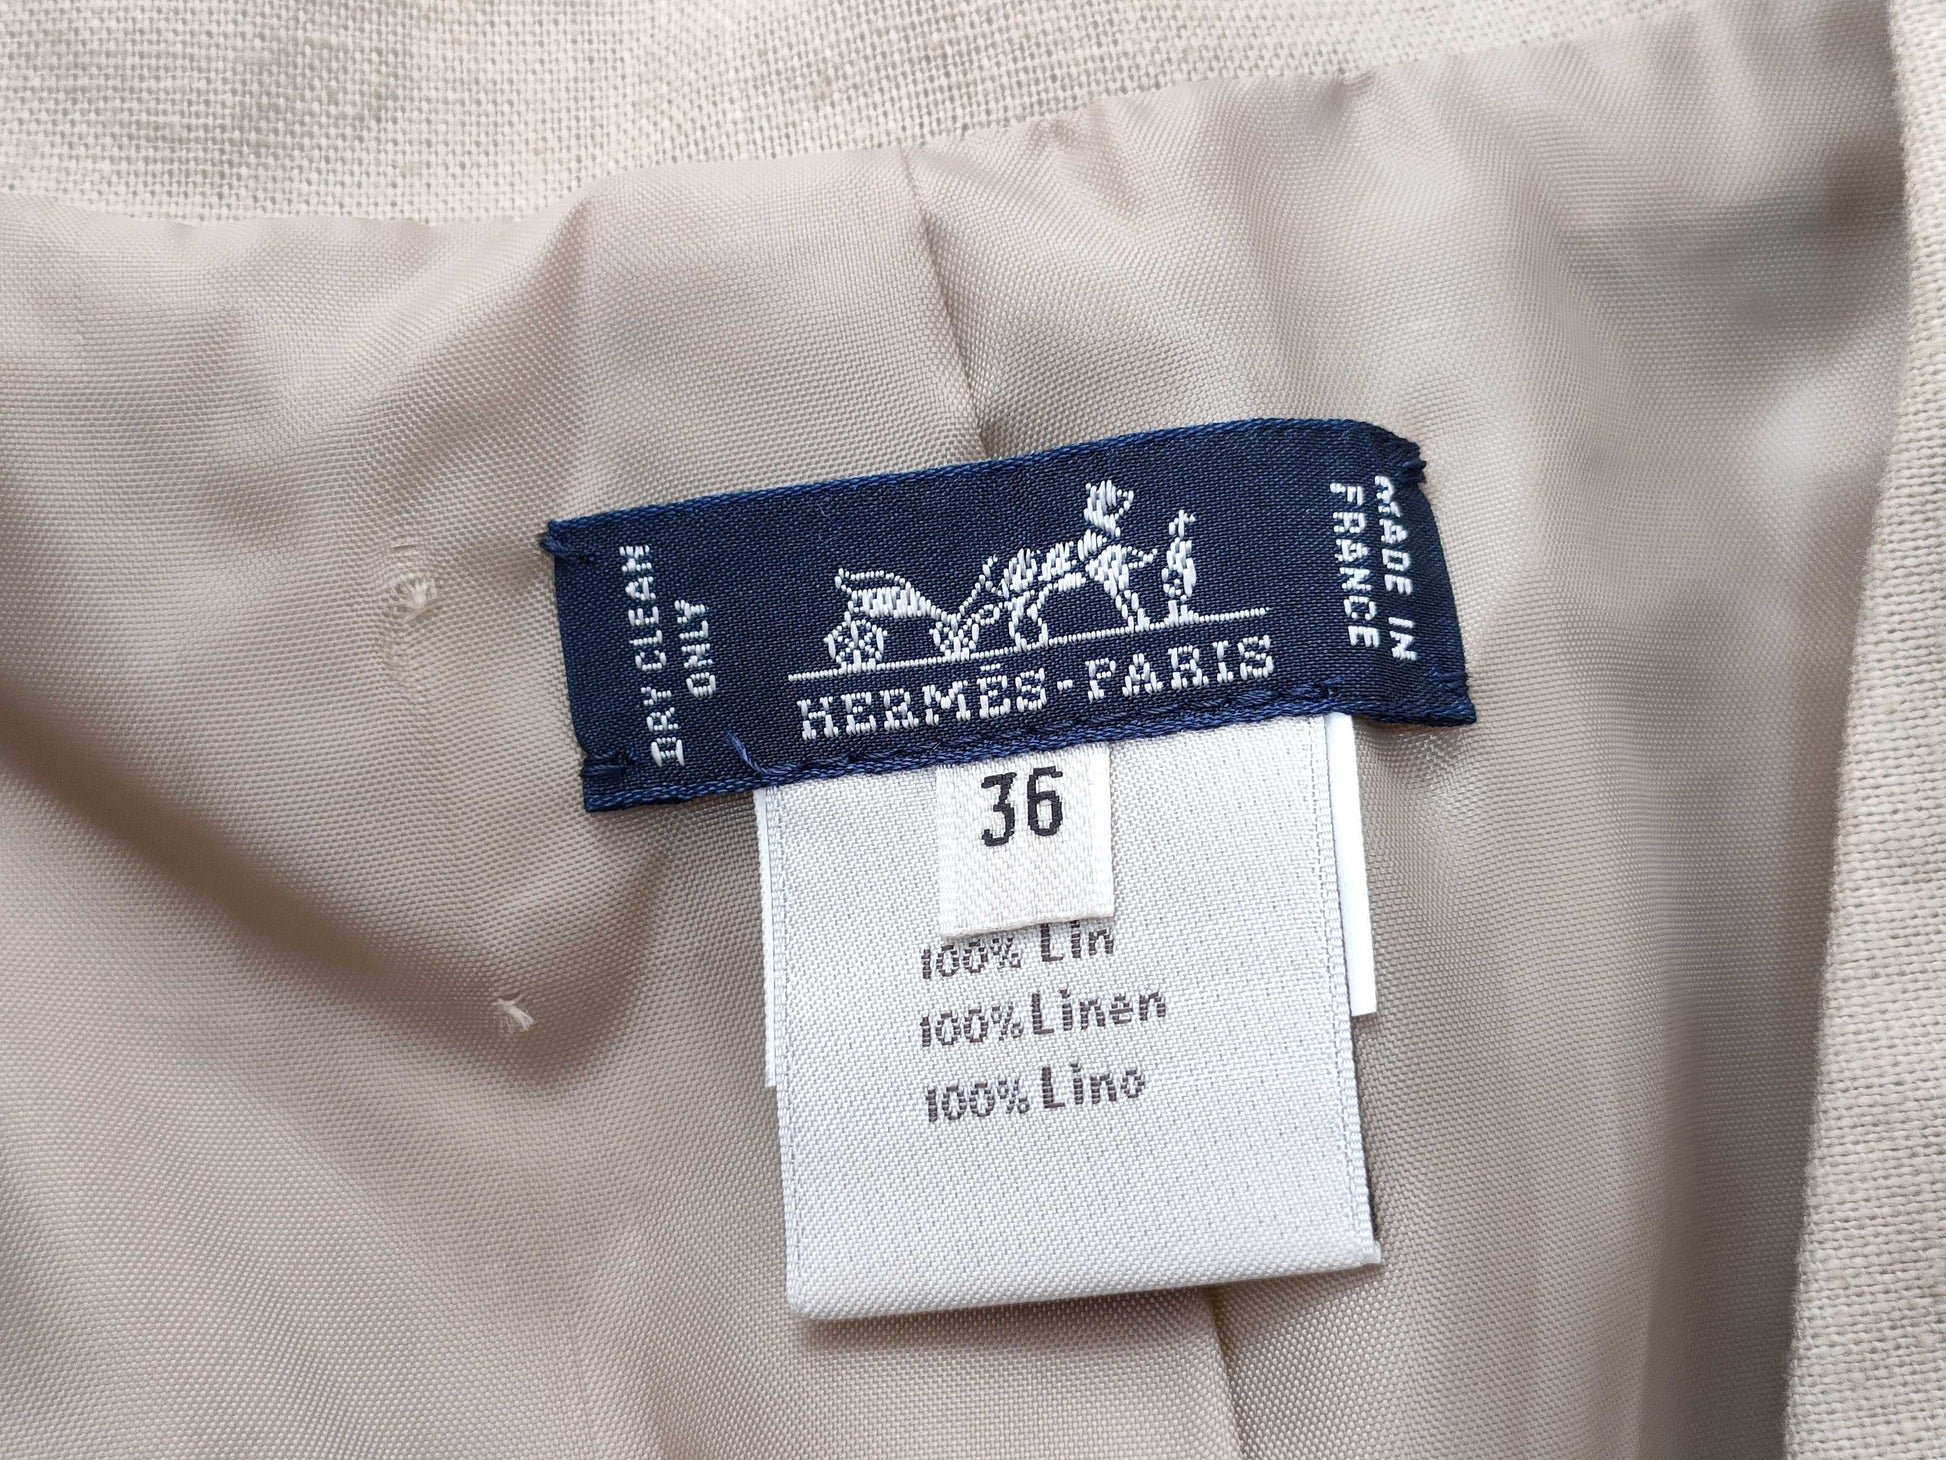 DRY CLEAN
ONLY
HERMÈS-PARIS
MADE IN
FRANCE
36
100% Lin
100% Linen
100% Lino